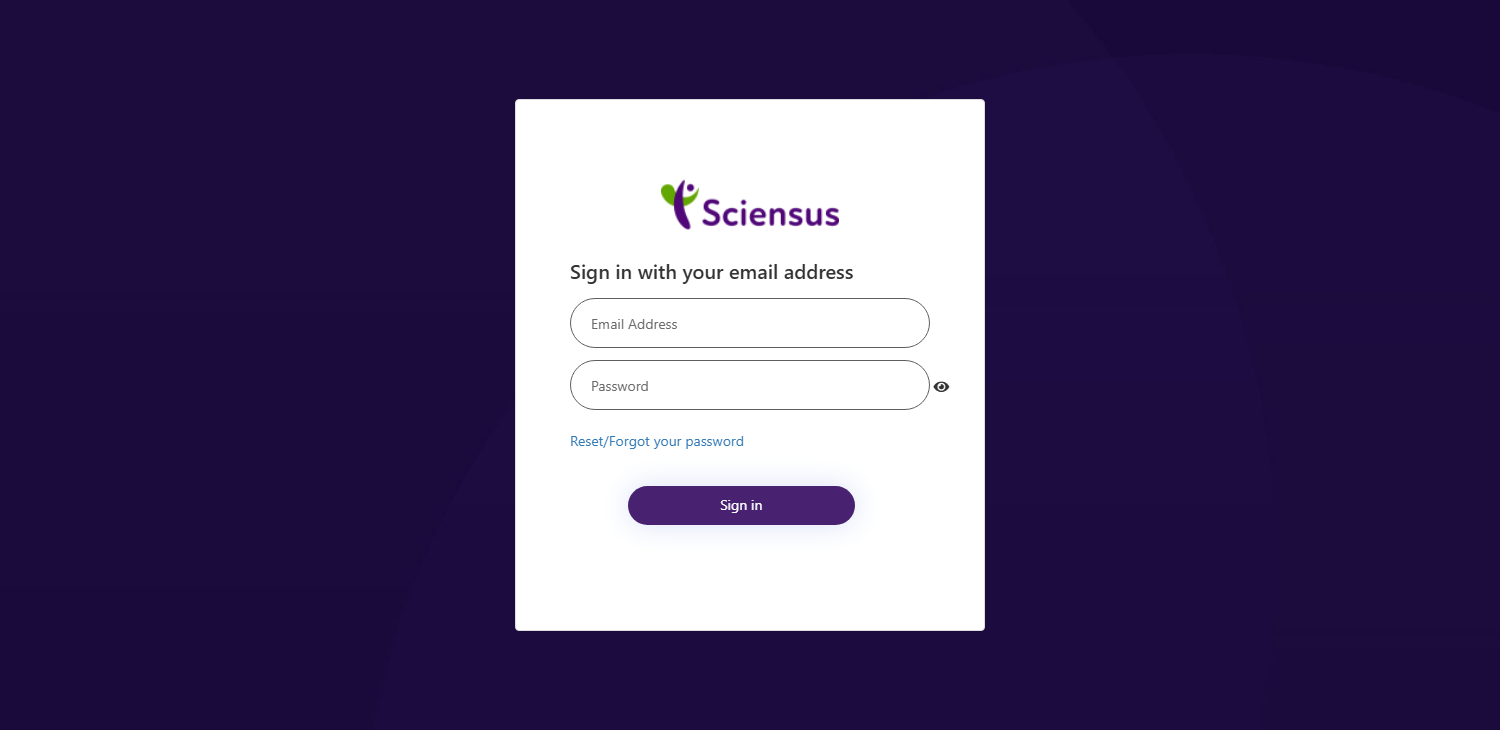 Sciensus
Sign in with your email address
Email Address
Password
Reset/Forgot your password
Sign in